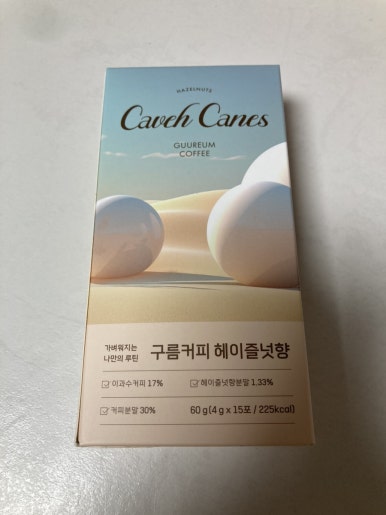 HAZELNUTS
Caveh Canes
GUUREUM
COFFEE
가벼워지는
나만의 루틴
구름커피 헤이즐넛향
이과수커피 17%
헤이즐넛향분말 1.33%
커피분말 30%
60 g (4 g x 15포 / 225kcal)